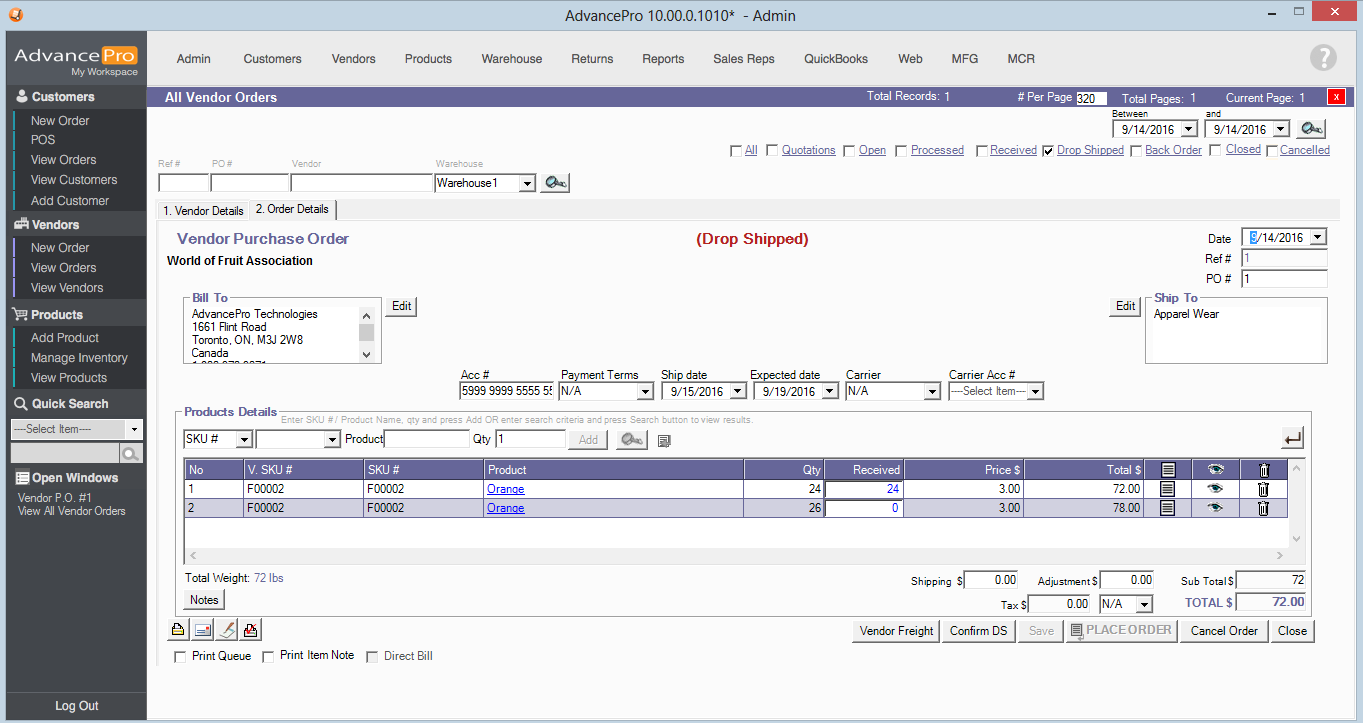 AdvancePro 10.00.0.1010* - Admin
AdvancePro
My Workspace
Admin Customers Vendors Products Warehouse Returns Reports Sales Reps QuickBooks Web MFG MCR ?
Customers
New Order
POS
View Orders
View Customers
Add Customer
Vendors
New Order
View Orders
View Vendors
Products
Add Product
Manage Inventory
View Products
Quick Search
----Select Item----
Open Windows
Vendor P.O. #1
View All Vendor Orders
Log Out
All Vendor Orders Total Records: 1 # Per Page 320 Total Pages: 1 Current Page: 1 X
Between and
9/14/2016 9/14/2016
All Quotations Open Processed Received Drop Shipped Back Order Closed Cancelled
Ref # PO # Vendor Warehouse
Warehouse1
1. Vendor Details 2. Order Details
Vendor Purchase Order (Drop Shipped) Date 9/14/2016
World of Fruit Association Ref # 1
PO # 1
Bill To
AdvancePro Technologies
1661 Flint Road
Toronto, ON, M3J 2W8
Canada
Edit
Edit
Ship To
Apparel Wear
Acc # Payment Terms Ship date Expected date Carrier Carrier Acc #
5999 9999 5555 55 N/A 9/15/2016 9/19/2016 N/A ----Select Item----
Products Details Enter SKU # / Product Name, qty and press Add OR enter search criteria and press Search button to view results.
SKU # Product Qty 1 Add
No V. SKU # SKU # Product Qty Received Price $ Total $
1 F00002 F00002 Orange 24 24 3.00 72.00
2 F00002 F00002 Orange 26 0 3.00 78.00
Total Weight: 72 lbs Shipping $ 0.00 Adjustment $ 0.00 Sub Total $ 72
Notes Tax $ 0.00 N/A TOTAL $ 72.00
Vendor Freight Confirm DS Save PLACE ORDER Cancel Order Close
Print Queue Print Item Note Direct Bill